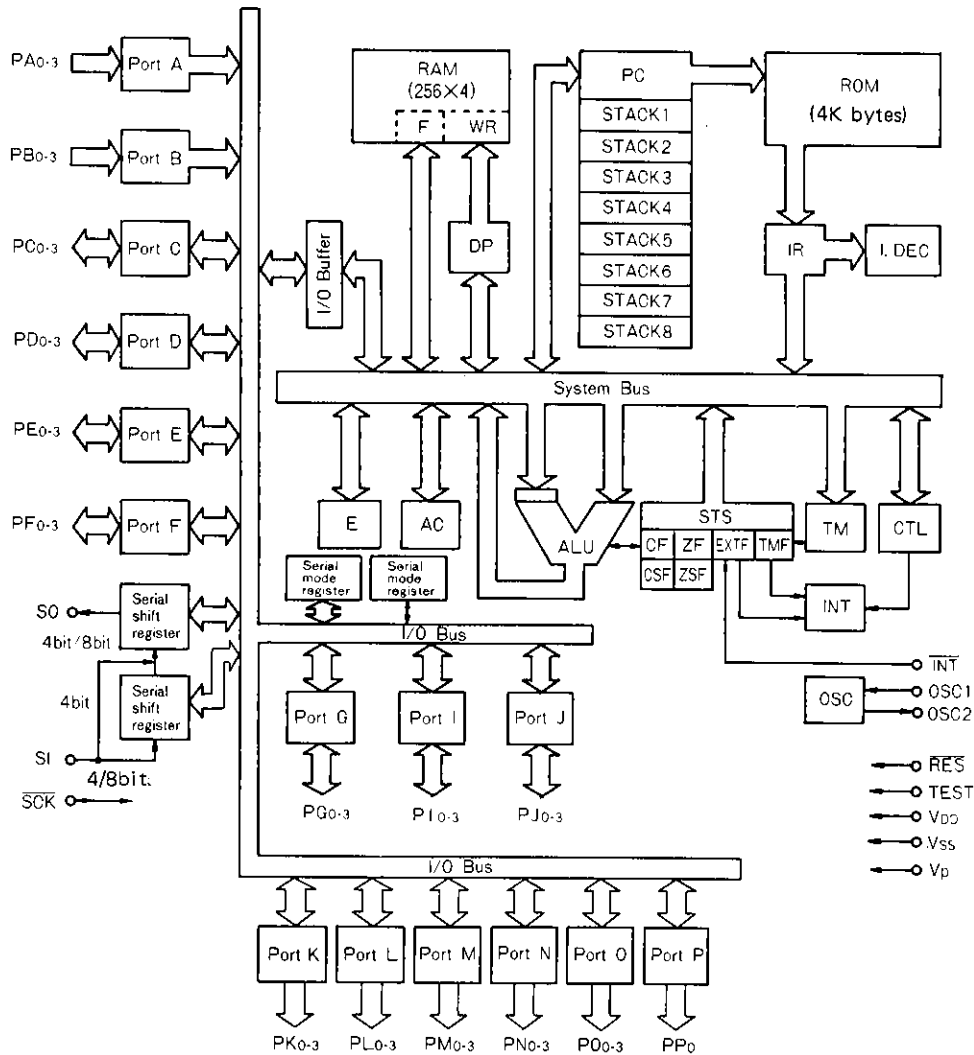 PA0-3
Port A
PB0-3
Port B
PC0-3
Port C
PD0-3
Port D
PE0-3
Port E
PF0-3
Port F
SO
4bit/8bit
Serial
shift
register
4bit
Serial
shift
register
SI
4/8bit
SCK
I/O Buffer
RAM
(256×4)
F
WR
DP
PC
STACK1
STACK2
STACK3
STACK4
STACK5
STACK6
STACK7
STACK8
ROM
(4K bytes)
IR
I. DEC
System Bus
E
AC
ALU
STS
CF
ZF
EXTF
TMF
CSF
ZSF
TM
CTL
INT
Serial
mode
register
Serial
mode
register
I/O Bus
Port G
Port I
Port J
PG0-3
PI0-3
PJ0-3
INT
OSC
OSC1
OSC2
RES
TEST
VDD
VSS
Vp
I/O Bus
Port K
Port L
Port M
Port N
Port O
Port P
PK0-3
PL0-3
PM0-3
PN0-3
PO0-3
PP0